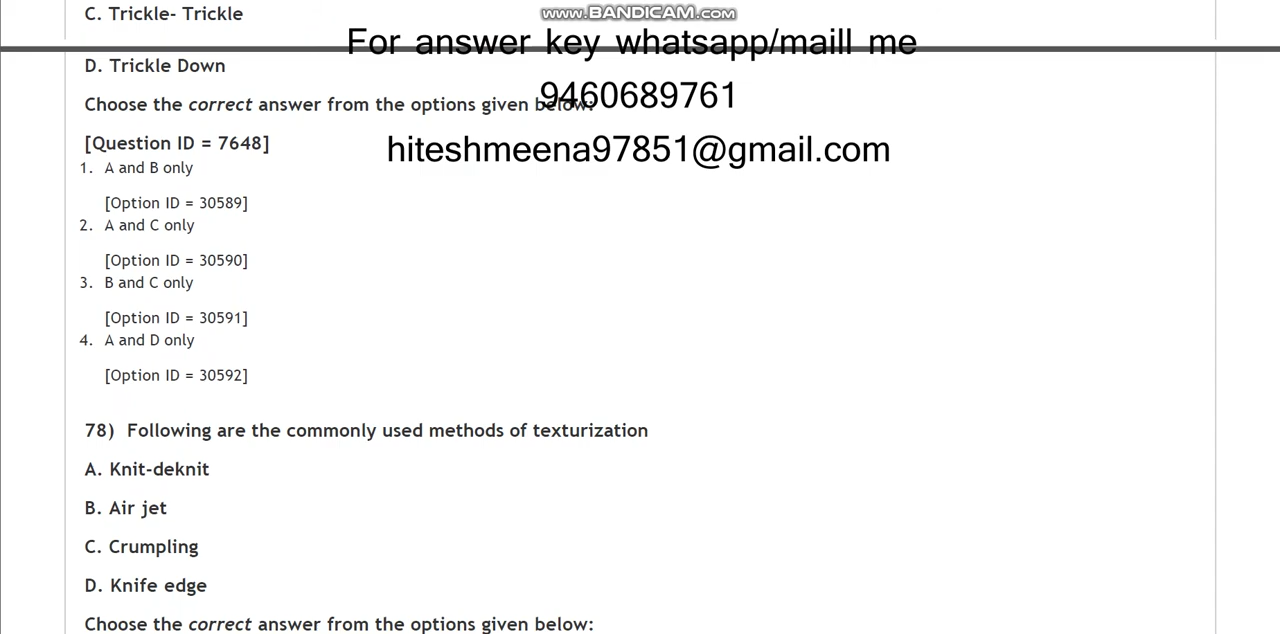 C. Trickle- Trickle
www.BANDICAM.com
For answer key whatsapp/maill me
D. Trickle Down
9460689761
Choose the correct answer from the options given below:
[Question ID = 7648]
hiteshmeena97851@gmail.com
1. A and B only
[Option ID = 30589]
2. A and C only
[Option ID = 30590]
3. B and C only
[Option ID = 30591]
4. A and D only
[Option ID = 30592]
78) Following are the commonly used methods of texturization
A. Knit-deknit
B. Air jet
C. Crumpling
D. Knife edge
Choose the correct answer from the options given below: